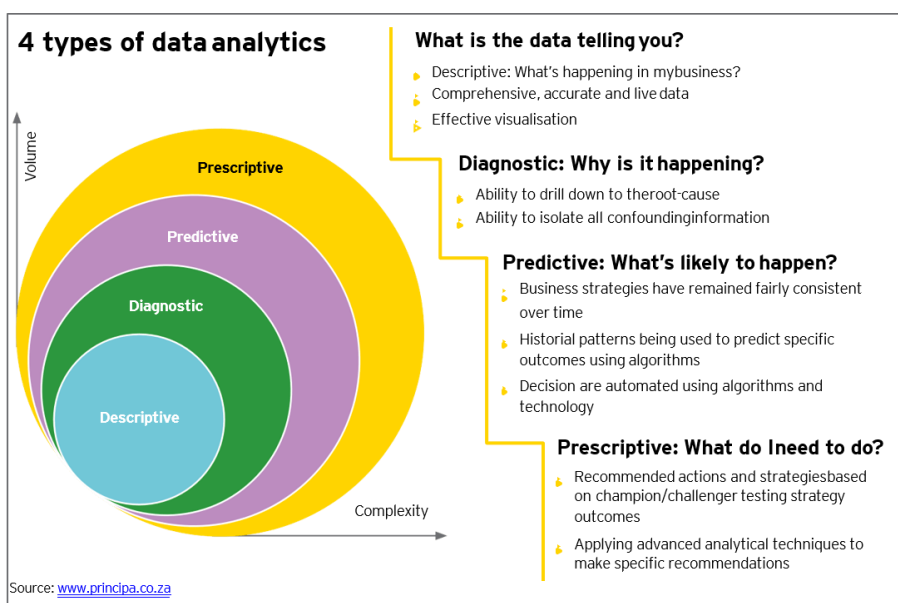 4 types of data analytics
Volume
Prescriptive
Predictive
Diagnostic
Descriptive
Complexity
Source: www.principa.co.za
What is the data telling you?
Descriptive: What's happening in mybusiness?
Comprehensive, accurate and live data
Effective visualisation
Diagnostic: Why is it happening?
Ability to drill down to theroot-cause
Ability to isolate all confoundinginformation
Predictive: What's likely to happen?
Business strategies have remained fairly consistent
over time
Historial patterns being used to predict specific
outcomes using algorithms
Decision are automated using algorithms and
technology
Prescriptive: What do Ineed to do?
Recommended actions and strategiesbased
on champion/challenger testing strategy
outcomes
Applying advanced analytical techniques to
make specific recommendations